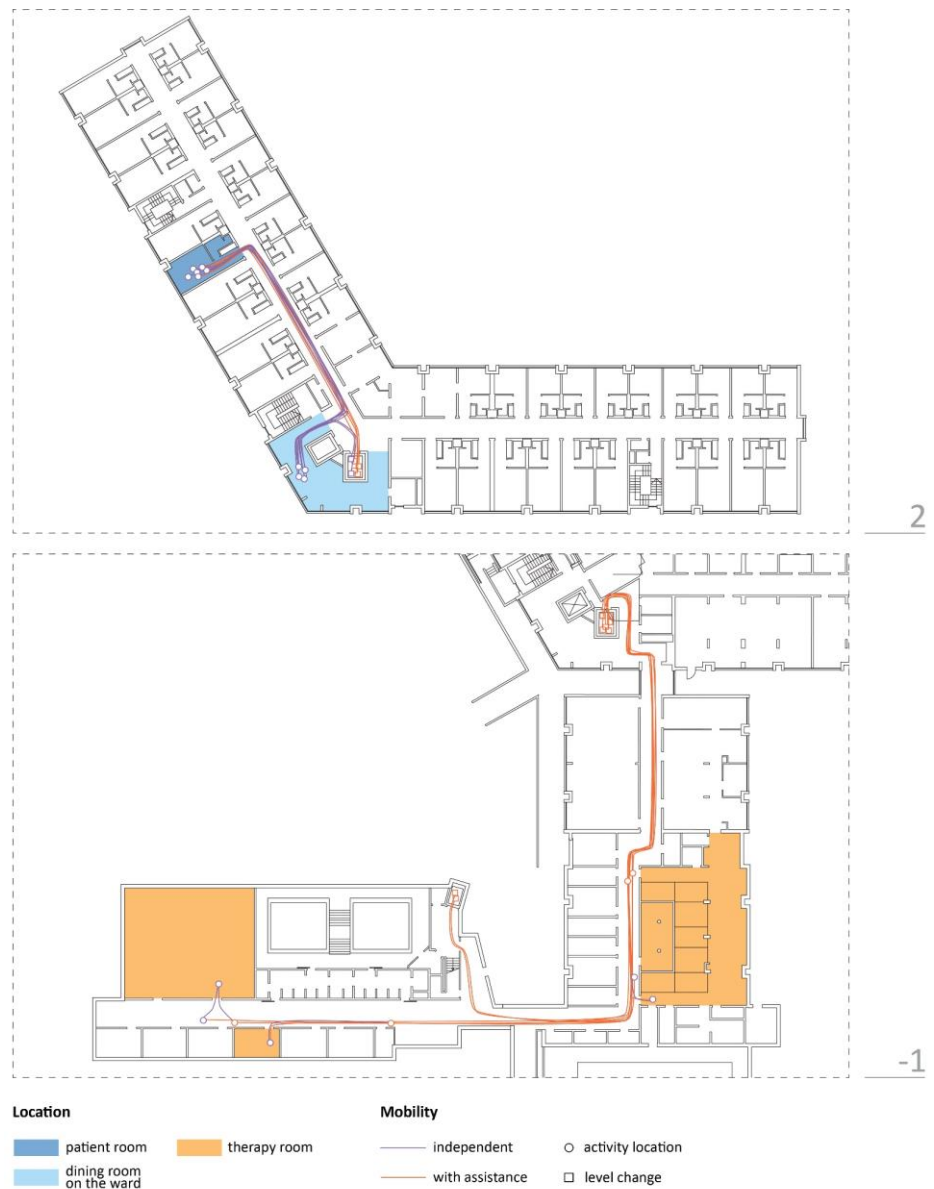 2
-1
Location
Mobility
patient room
therapy room
independent
activity location
dining room
on the ward
with assistance
level change